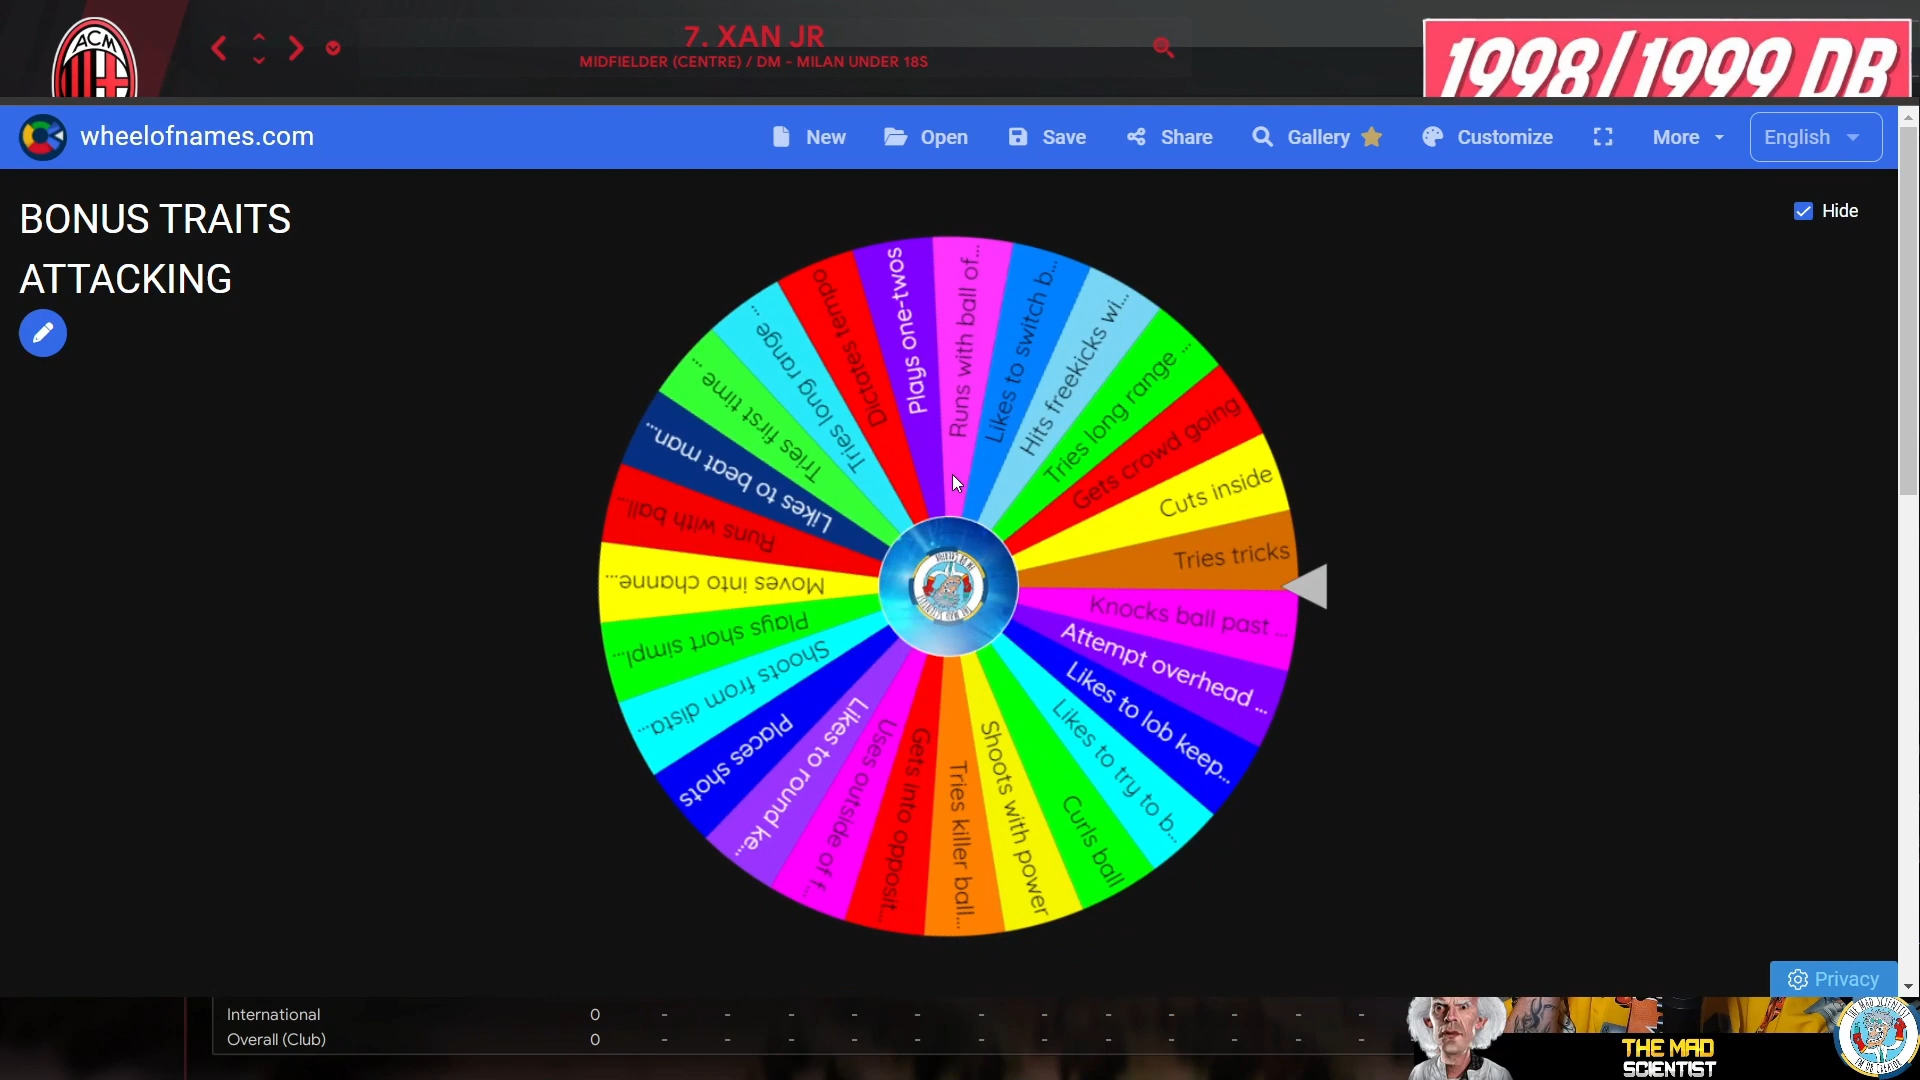 ACM
7. XAN JR
MIDFIELDER (CENTRE) / DM - MILAN UNDER 18S
1998/1999 DB
wheelofnames.com
New
Open
Save
Share
Gallery
Customize
More
English
BONUS TRAITS
ATTACKING
Hide
Plays one-twos
Runs with ball of...
Likes to switch b...
Hits freekicks wi...
Tries long range ...
Gets crowd going
Cuts inside
Tries tricks
Knocks ball past ...
Attempt overhead ...
Likes to lob keep...
Likes to try to b...
Curls ball
Shoots with power
Tries killer ball...
Gets into opposit...
Uses outside of f...
Likes to round ke...
Places shots
Shoots from dista...
Plays short simpl...
Moves into channe...
Runs with ball...
Likes to beat man...
Tries first time ...
Tries long range ...
Dictates tempo
Privacy
International 0 - - - - - - - - - - - -
Overall (Club) 0 - - - - - - - - - - - -
THE MAD
SCIENTIST